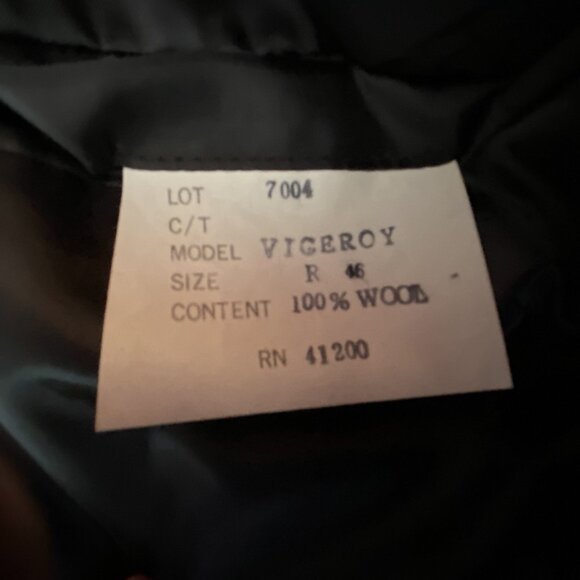 LOT 7004
C/T
MODEL VICEROY
SIZE R 46
CONTENT 100% WOOL
RN 41200